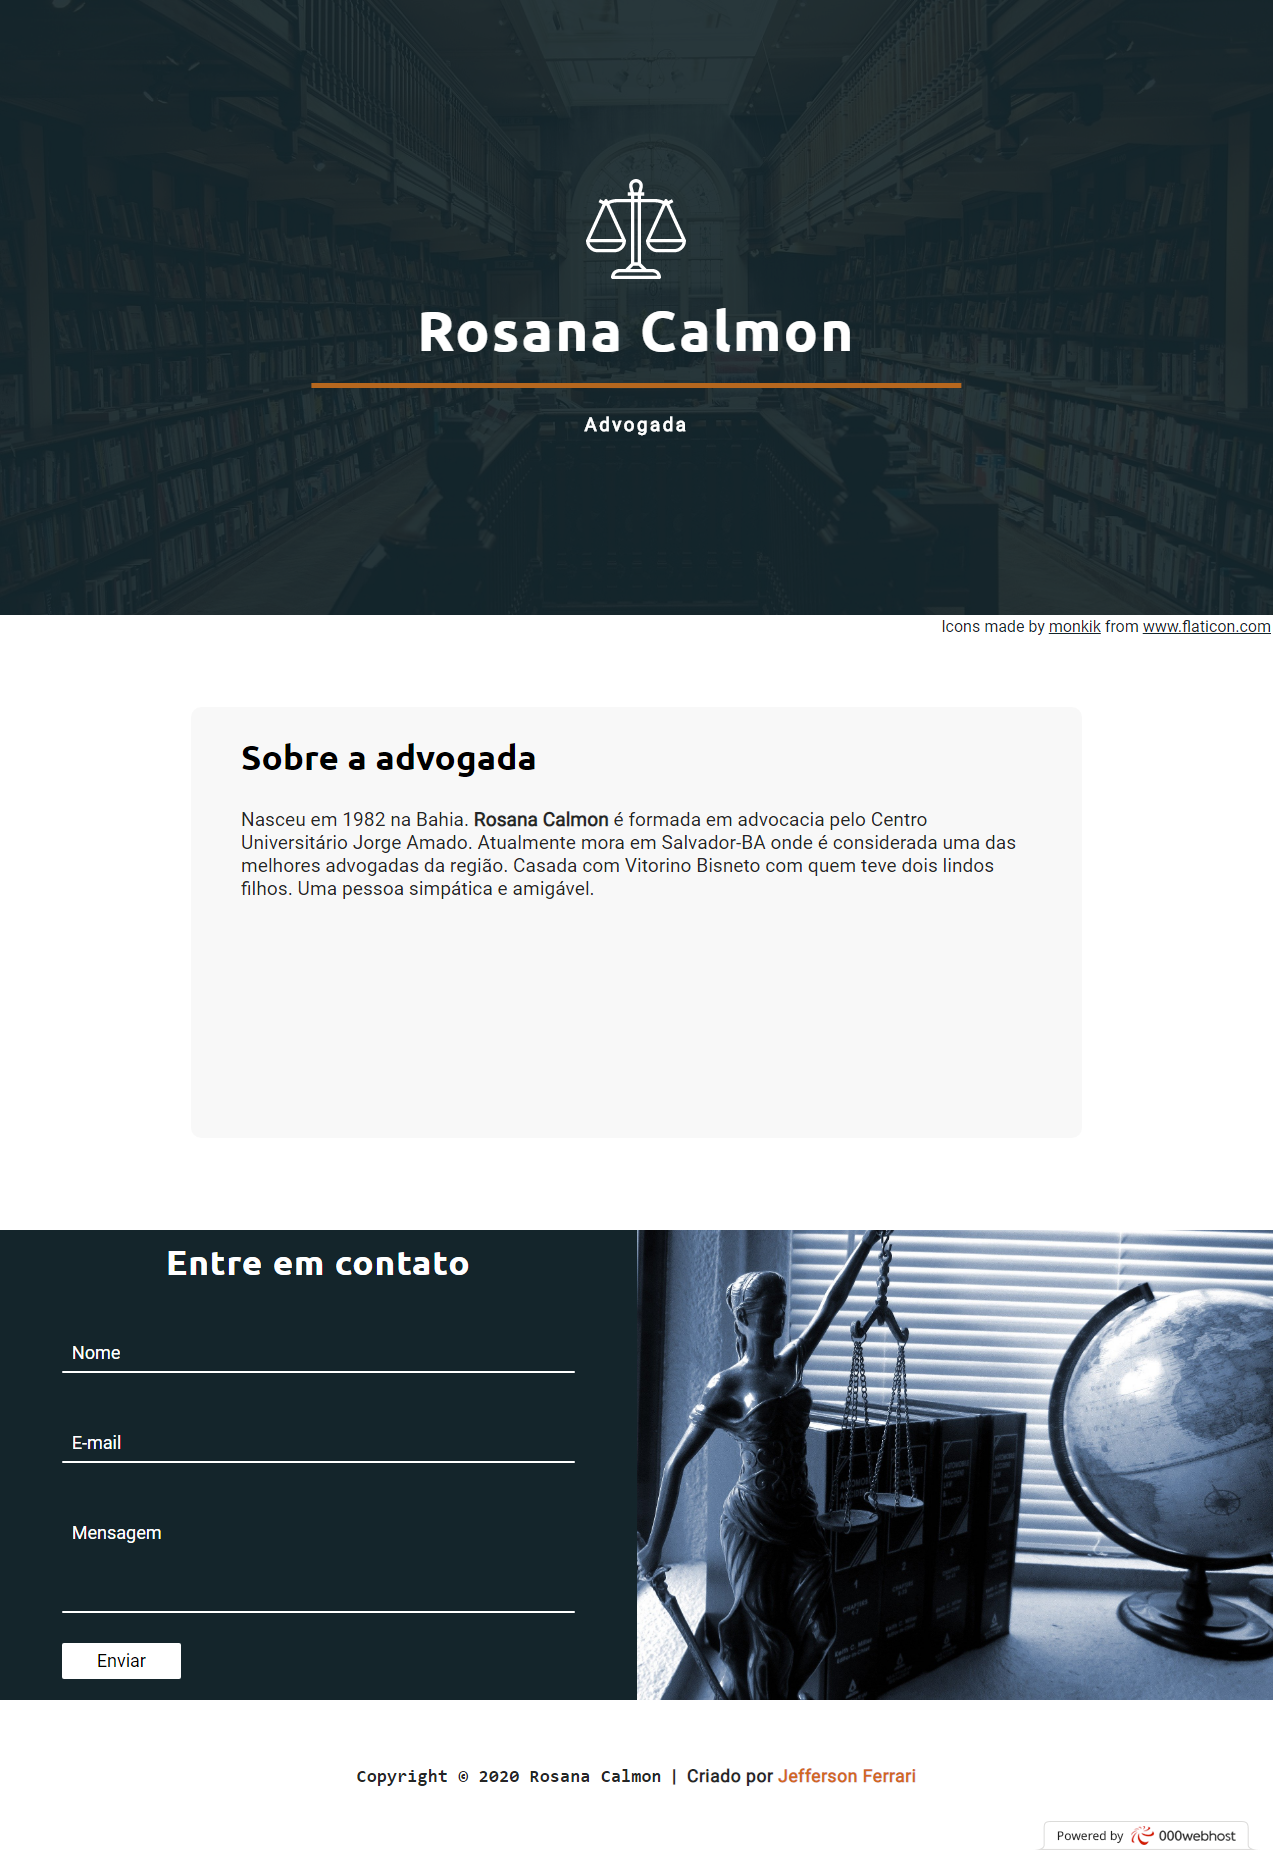 Rosana Calmon
Advogada
Icons made by monkik from www.flaticon.com
Sobre a advogada
Nasceu em 1982 na Bahia. Rosana Calmon é formada em advocacia pelo Centro
Universitário Jorge Amado. Atualmente mora em Salvador-BA onde é considerada uma das
melhores advogadas da região. Casada com Vitorino Bisneto com quem teve dois lindos
filhos. Uma pessoa simpática e amigável.
Entre em contato
Nome
E-mail
Mensagem
Enviar
Copyright © 2020 Rosana Calmon | Criado por Jefferson Ferrari
Powered by 000webhost